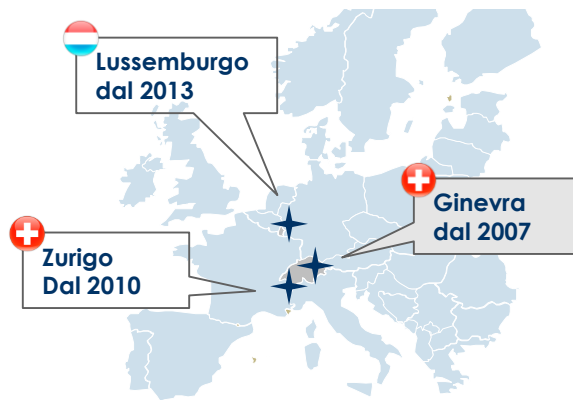 Lussemburgo
dal 2013
Ginevra
dal 2007
Zurigo
Dal 2010